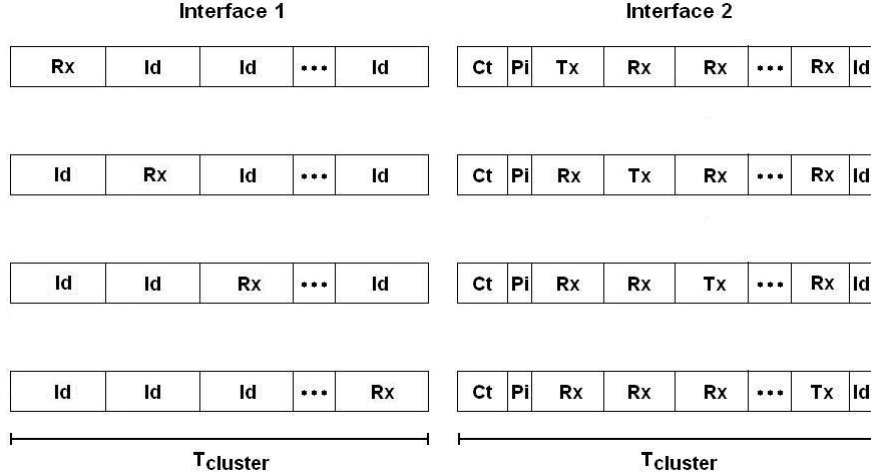 Interface 1 Interface 2
Rx Id Id ••• Id Ct Pi Tx Rx Rx ••• Rx Id
Id Rx Id ••• Id Ct Pi Rx Tx Rx ••• Rx Id
Id Id Rx ••• Id Ct Pi Rx Rx Tx ••• Rx Id
Id Id Id ••• Rx Ct Pi Rx Rx Rx ••• Tx Id
Tcluster Tcluster